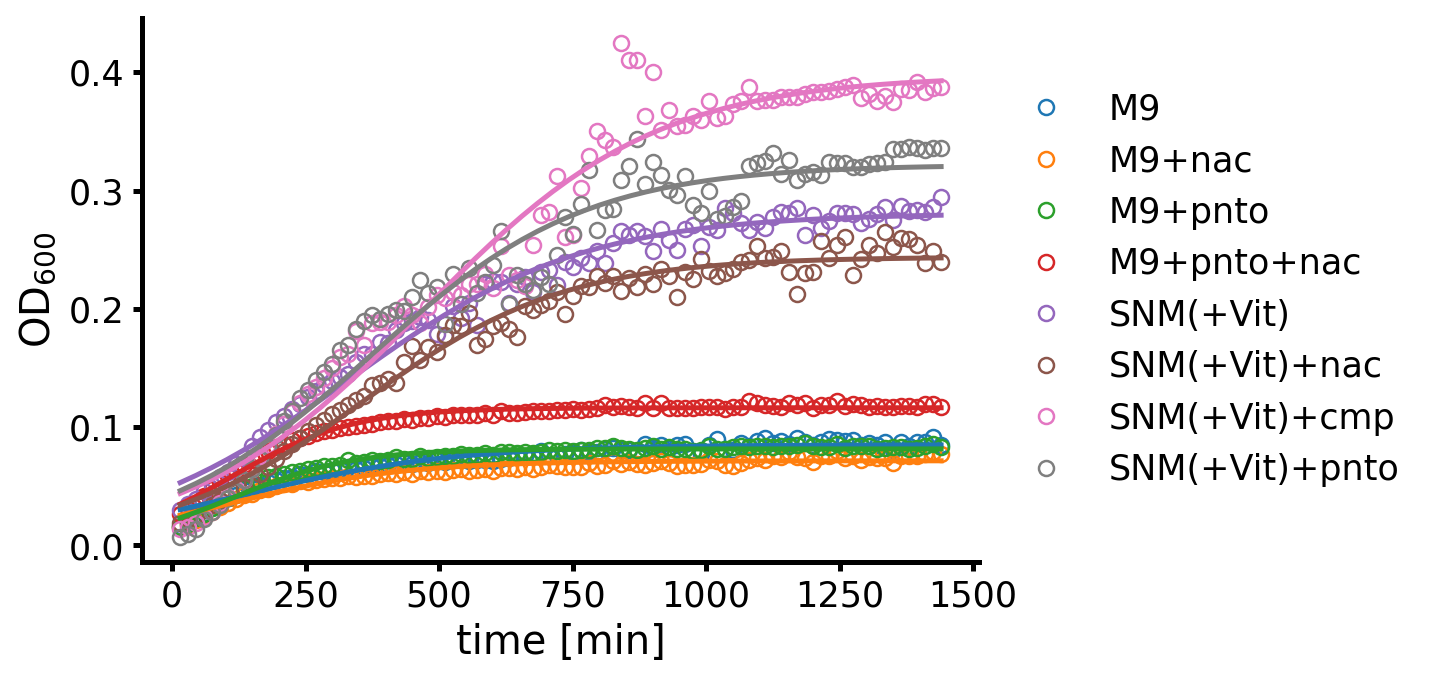 0.4
0.3
0.2
0.1
0.0
OD600
0 250 500 750 1000 1250 1500
time [min]
M9
M9+nac
M9+pnto
M9+pnto+nac
SNM(+Vit)
SNM(+Vit)+nac
SNM(+Vit)+cmp
SNM(+Vit)+pnto